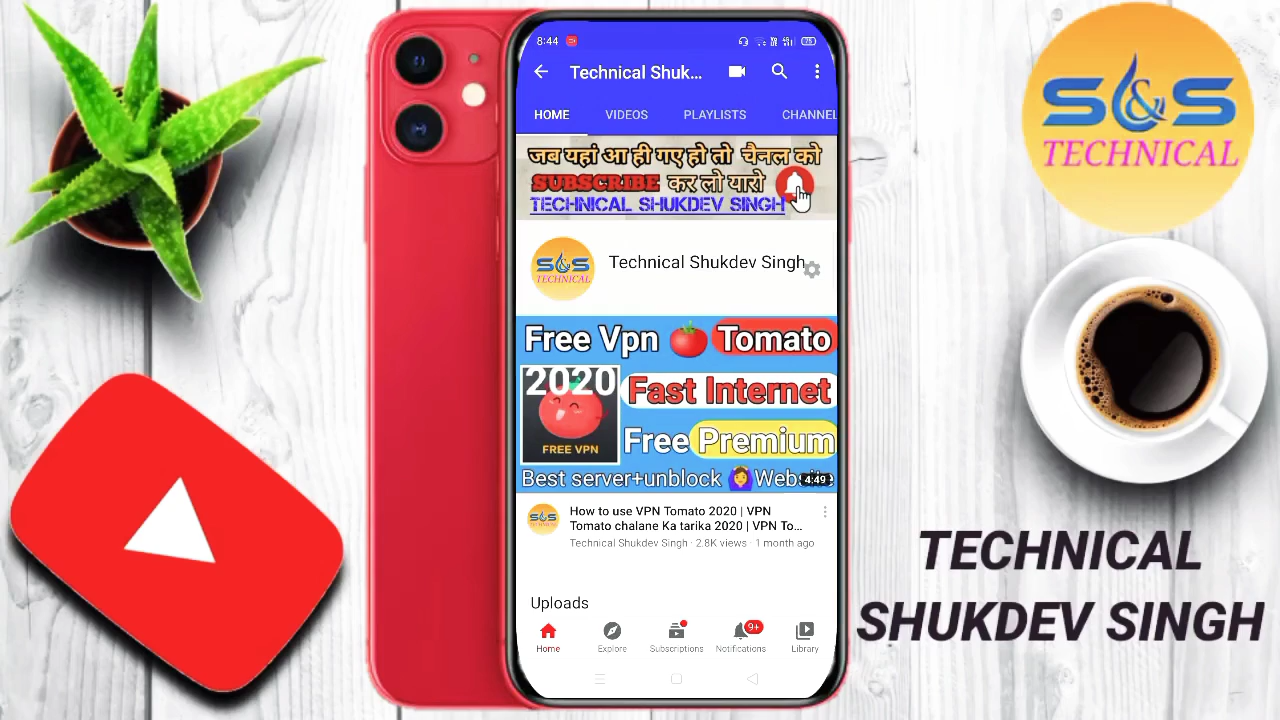 8:44
Technical Shuk...
HOME VIDEOS PLAYLISTS CHANNEL
जब यहां आ ही गए हो तो चैनल को
SUBSCRIBE कर लो यारो
TECHNICAL SHUKDEV SINGH
S&S
TECHNICAL
Technical Shukdev Singh
Free Vpn Tomato
2020
Fast Internet
FREE VPN
Free Premium
Best server+unblock Website
4:49
S&S
TECHNICAL
How to use VPN Tomato 2020 | VPN
Tomato chalane Ka tarika 2020 | VPN To...
Technical Shukdev Singh · 2.8K views · 1 month ago
Uploads
9+
Home Explore Subscriptions Notifications Library
S&S
TECHNICAL
TECHNICAL
SHUKDEV SINGH